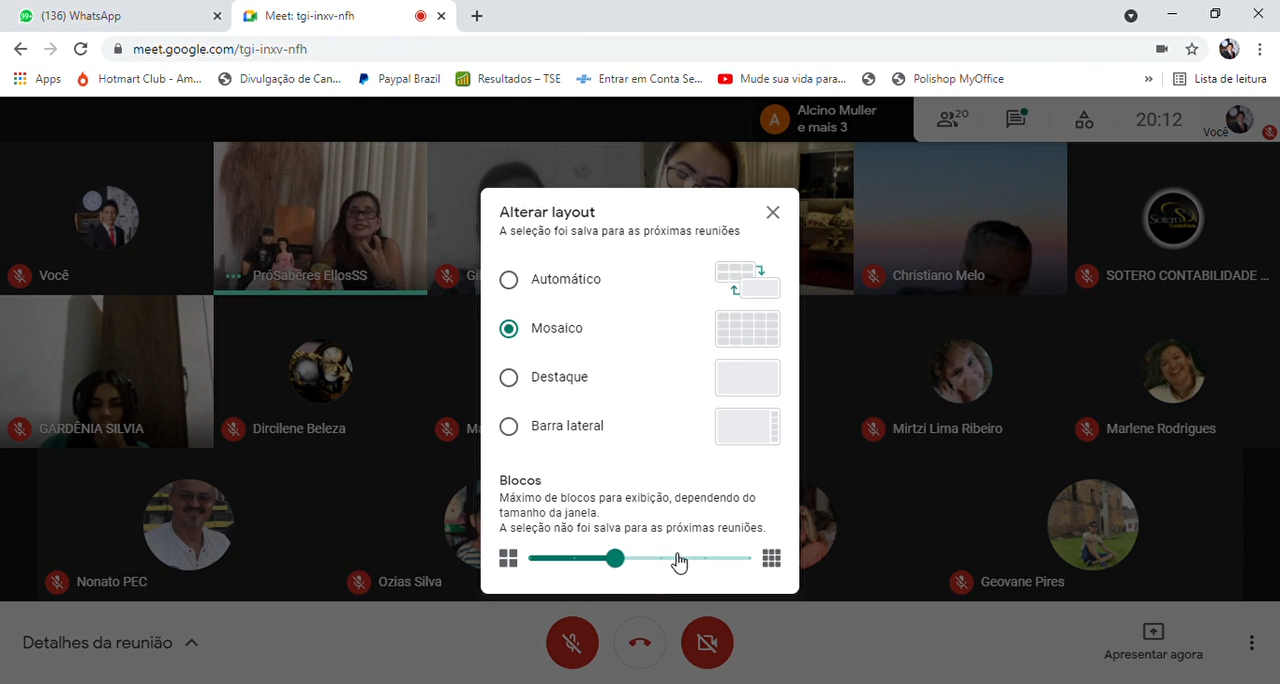 (136) WhatsApp
Meet: tgi-inxv-nfh
meet.google.com/tgi-inxv-nfh
Apps
Hotmart Club - Am...
Divulgação de Can...
Paypal Brazil
Resultados – TSE
Entrar em Conta Se...
Mude sua vida para...
Polishop MyOffice
»
Lista de leitura
A
Alcino Muller
e mais 3
20
20:12
Você
Alterar layout
A seleção foi salva para as próximas reuniões
Automático
Mosaico
Destaque
Barra lateral
Blocos
Máximo de blocos para exibição, dependendo do
tamanho da janela.
A seleção não foi salva para as próximas reuniões.
Você
PróSaberes EllosSS
Christiano Melo
SOTERO CONTABILIDADE ...
GARDÊNIA SILVIA
Dircilene Beleza
Mirtzi Lima Ribeiro
Marlene Rodrigues
Nonato PEC
Ozias Silva
Geovane Pires
Detalhes da reunião
Apresentar agora